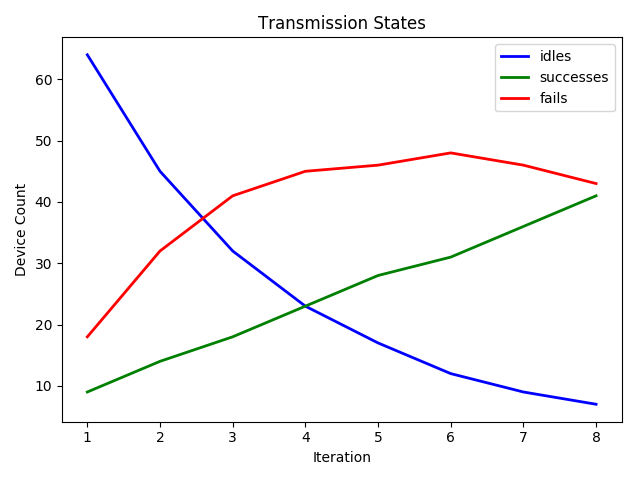 Transmission States
idles
successes
fails
Device Count
60
50
40
30
20
10
1 2 3 4 5 6 7 8
Iteration